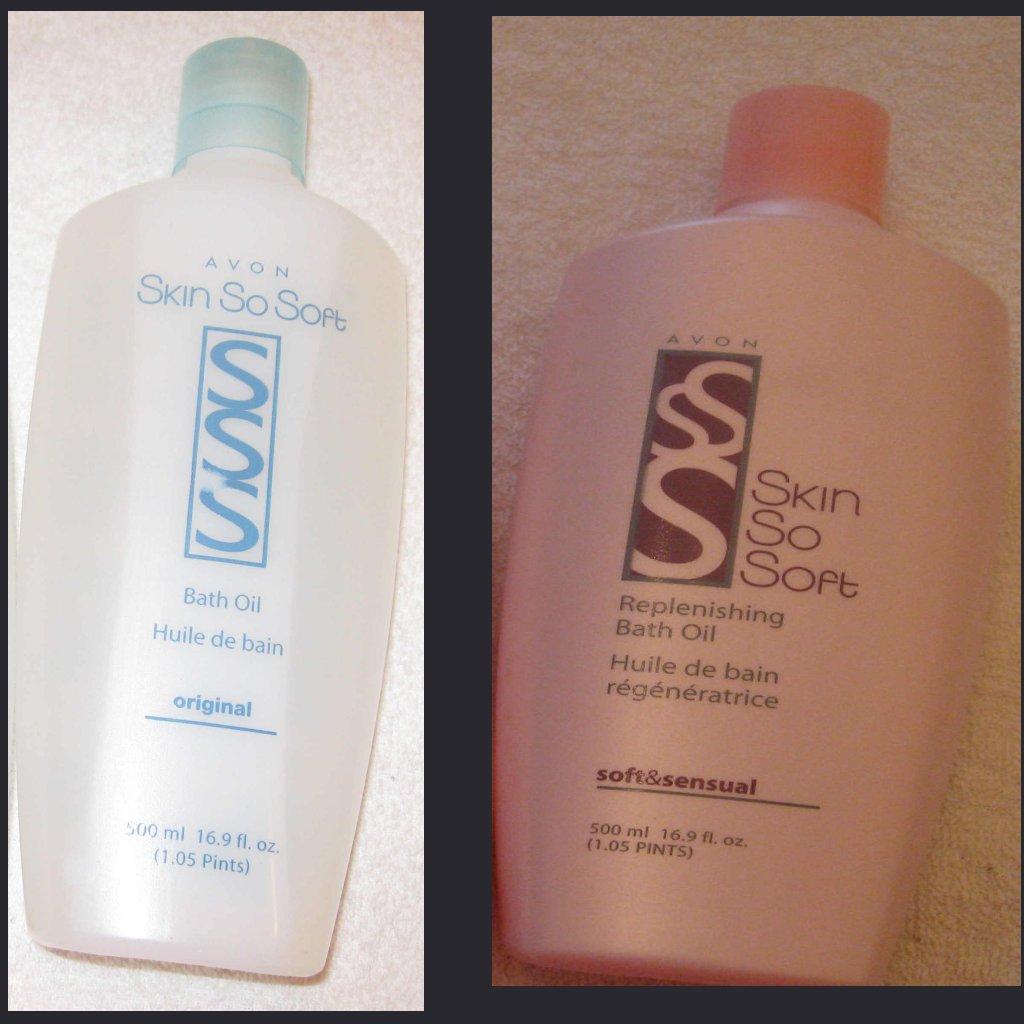 AVON
Skin So Soft
SSS
Bath Oil
Huile de bain
original
500 ml 16.9 fl. oz.
(1.05 Pints)
AVON
SSS
Skin
So
Soft
Replenishing
Bath Oil
Huile de bain
régénératrice
soft&sensual
500 ml 16.9 fl. oz.
(1.05 PINTS)